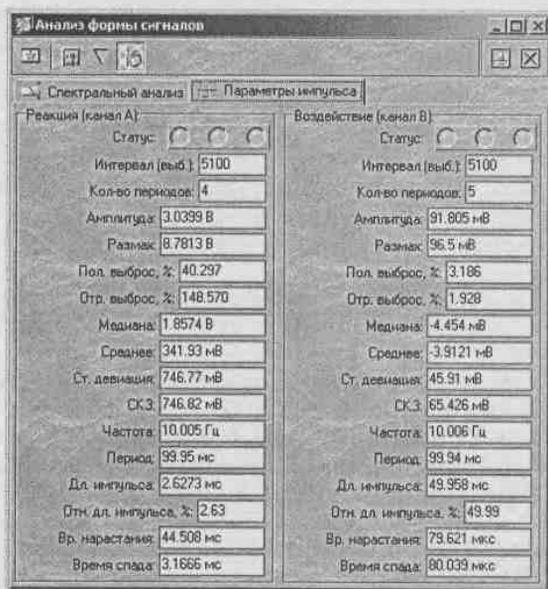 Анализ формы сигналов
Спектральный анализ
Параметры импульса
Реакция (канал A)
Статус:
Интервал (выб.): 5100
Кол-во периодов: 4
Амплитуда: 3.0399 В
Размах: 8.7813 В
Пол. выброс, %: 40.297
Отр. выброс, %: 148.570
Медиана: 1.8574 В
Среднее: 341.93 мВ
Ст. девиация: 746.77 мВ
СКЗ: 746.82 мВ
Частота: 10.005 Гц
Период: 99.95 мс
Дл. импульса: 2.6273 мс
Отн. дл. импульса, %: 2.63
Вр. нарастания: 44.508 мс
Время спада: 3.1666 мс
Воздействие (канал B)
Статус:
Интервал (выб.): 5100
Кол-во периодов: 5
Амплитуда: 91.805 мВ
Размах: 96.5 мВ
Пол. выброс, %: 3.186
Отр. выброс, %: 1.928
Медиана: -4.454 мВ
Среднее: -3.9121 мВ
Ст. девиация: 45.91 мВ
СКЗ: 65.426 мВ
Частота: 10.006 Гц
Период: 99.94 мс
Дл. импульса: 49.958 мс
Отн. дл. импульса, %: 49.99
Вр. нарастания: 79.621 мкс
Время спада: 80.039 мкс